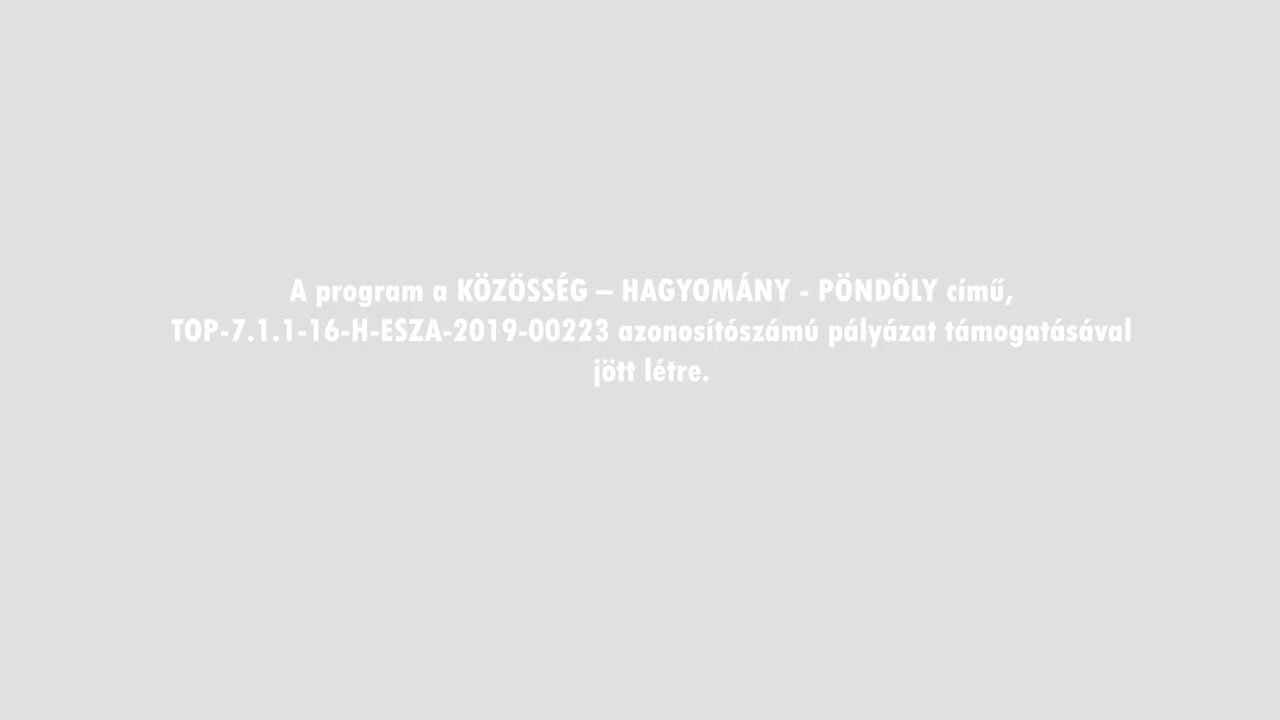 A program a KÖZÖSSÉG – HAGYOMÁNY - PÖNDÖLY című,
TOP-7.1.1-16-H-ESZA-2019-00223 azonosítószámú pályázat támogatásával
jött létre.